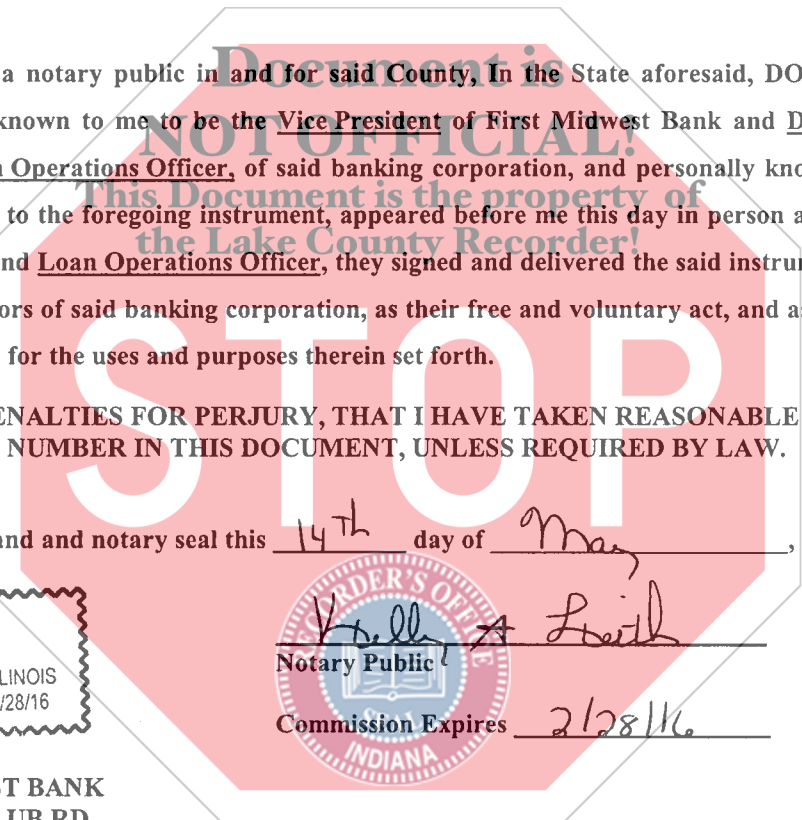 Document is
a notary public in and for said County, In the State aforesaid, DO
known to me to be the Vice President of First Midwest Bank and D
NOT OFFICIAL!
n Operations Officer, of said banking corporation, and personally kno
This Document is the property of
to the foregoing instrument, appeared before me this day in person a
the Lake County Recorder!
nd Loan Operations Officer, they signed and delivered the said instru
ors of said banking corporation, as their free and voluntary act, and as
for the uses and purposes therein set forth.
STOP
ENALTIES FOR PERJURY, THAT I HAVE TAKEN REASONABLE
NUMBER IN THIS DOCUMENT, UNLESS REQUIRED BY LAW.
and and notary seal this 14th day of May,
RECORDER'S OFFICE
Kelly A
Notary Public
SEAL
LINOIS
/28/16
Commission Expires 2/28/16
INDIANA
ST BANK
UB RD